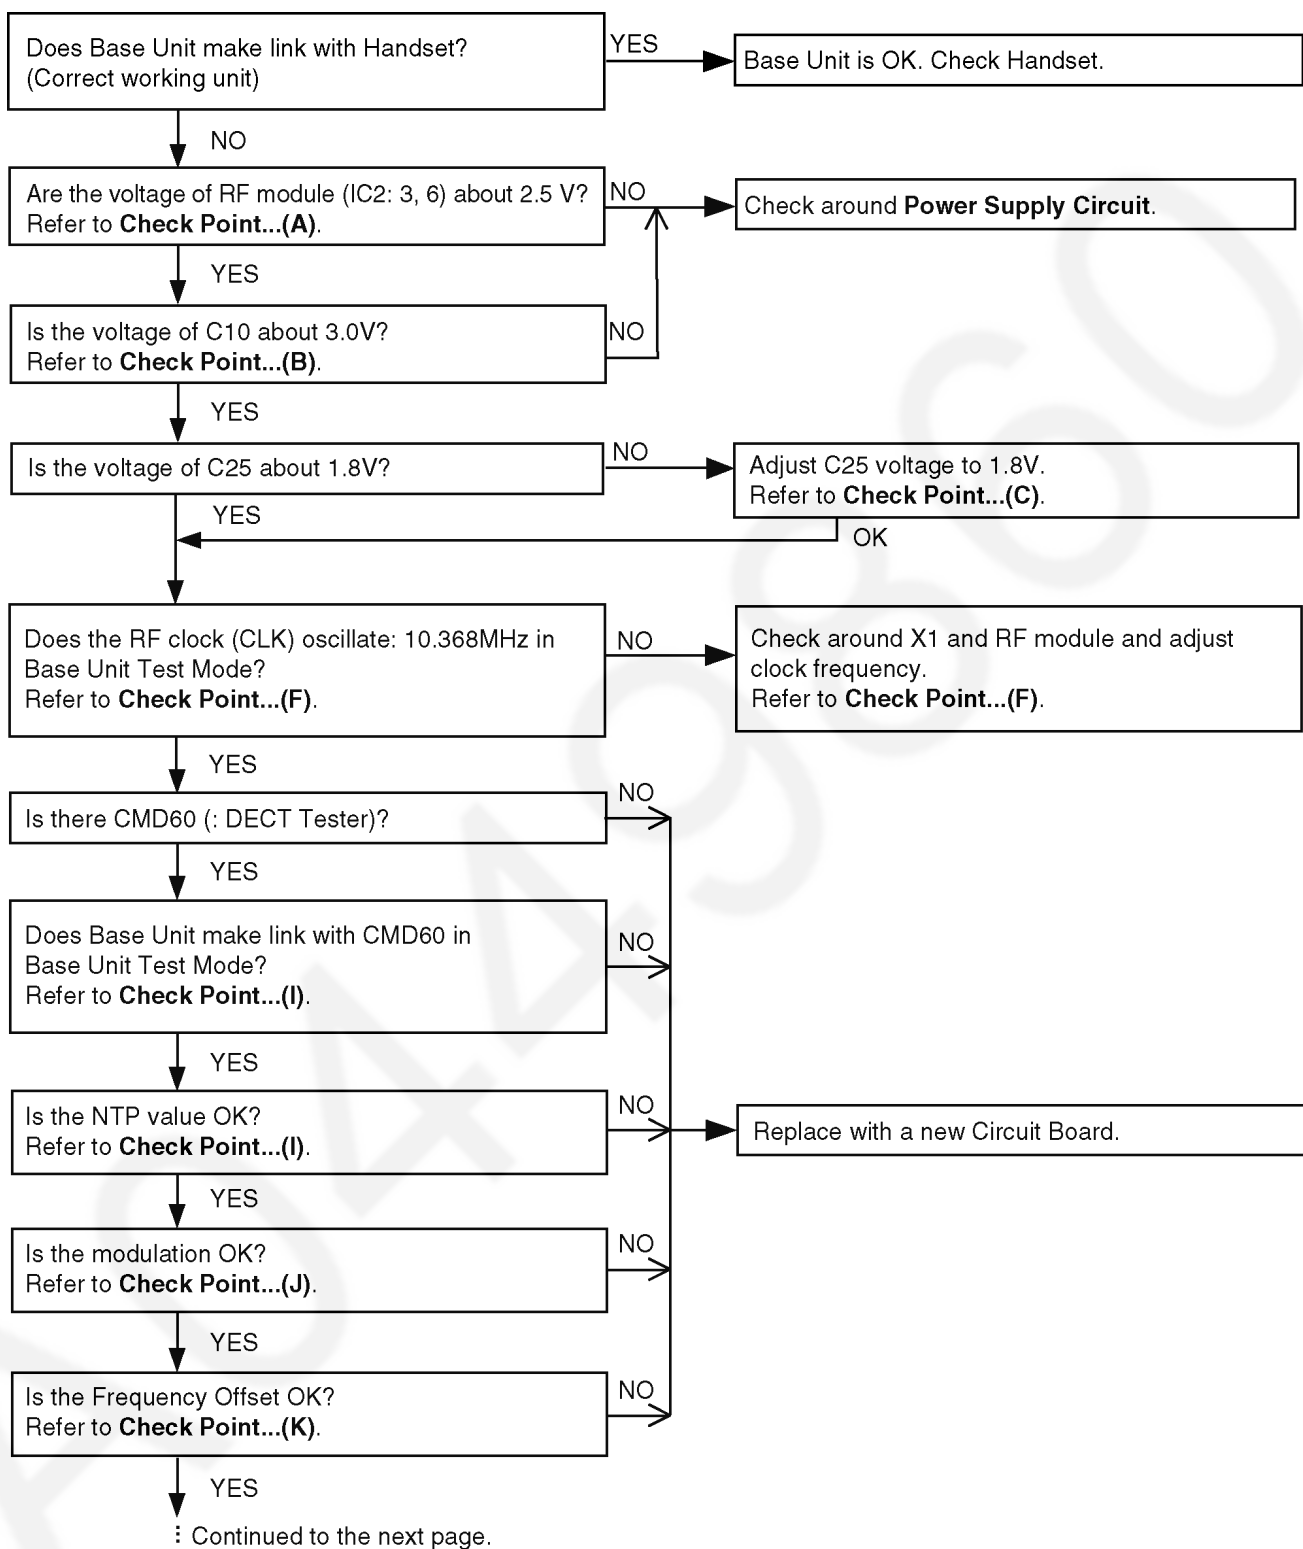 Does Base Unit make link with Handset?
(Correct working unit)
YES
Base Unit is OK. Check Handset.
NO
Are the voltage of RF module (IC2: 3, 6) about 2.5 V?
Refer to Check Point...(A).
NO
Check around Power Supply Circuit.
YES
Is the voltage of C10 about 3.0V?
Refer to Check Point...(B).
NO
YES
Is the voltage of C25 about 1.8V?
NO
Adjust C25 voltage to 1.8V.
Refer to Check Point...(C).
YES
OK
Does the RF clock (CLK) oscillate: 10.368MHz in
Base Unit Test Mode?
Refer to Check Point...(F).
NO
Check around X1 and RF module and adjust
clock frequency.
Refer to Check Point...(F).
YES
Is there CMD60 (: DECT Tester)?
NO
YES
Does Base Unit make link with CMD60 in
Base Unit Test Mode?
Refer to Check Point...(I).
NO
YES
Is the NTP value OK?
Refer to Check Point...(I).
NO
Replace with a new Circuit Board.
YES
Is the modulation OK?
Refer to Check Point...(J).
NO
YES
Is the Frequency Offset OK?
Refer to Check Point...(K).
NO
YES
Continued to the next page.
A0449860